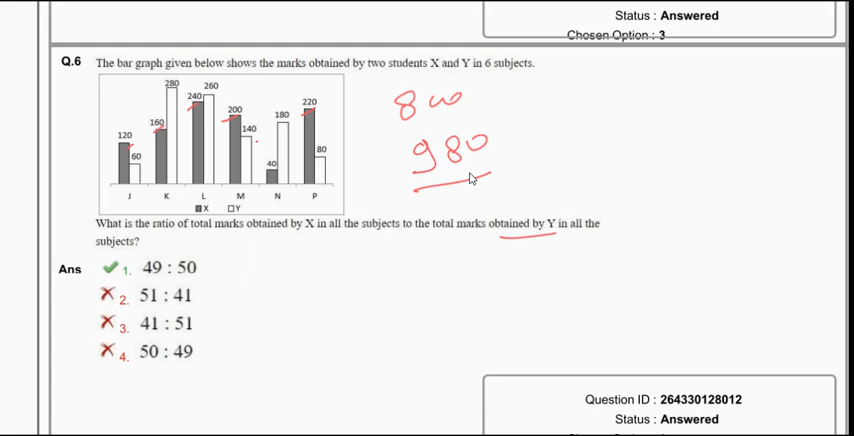 Status : Answered
Chosen Option : 3
Q.6 The bar graph given below shows the marks obtained by two students X and Y in 6 subjects.
280
260
240
220
200
180
160
140
120
80
60
40
J K L M N P
X Y
980
What is the ratio of total marks obtained by X in all the subjects to the total marks obtained by Y in all the
subjects?
Ans 1. 49 : 50
2. 51 : 41
3. 41 : 51
4. 50 : 49
Question ID : 264330128012
Status : Answered